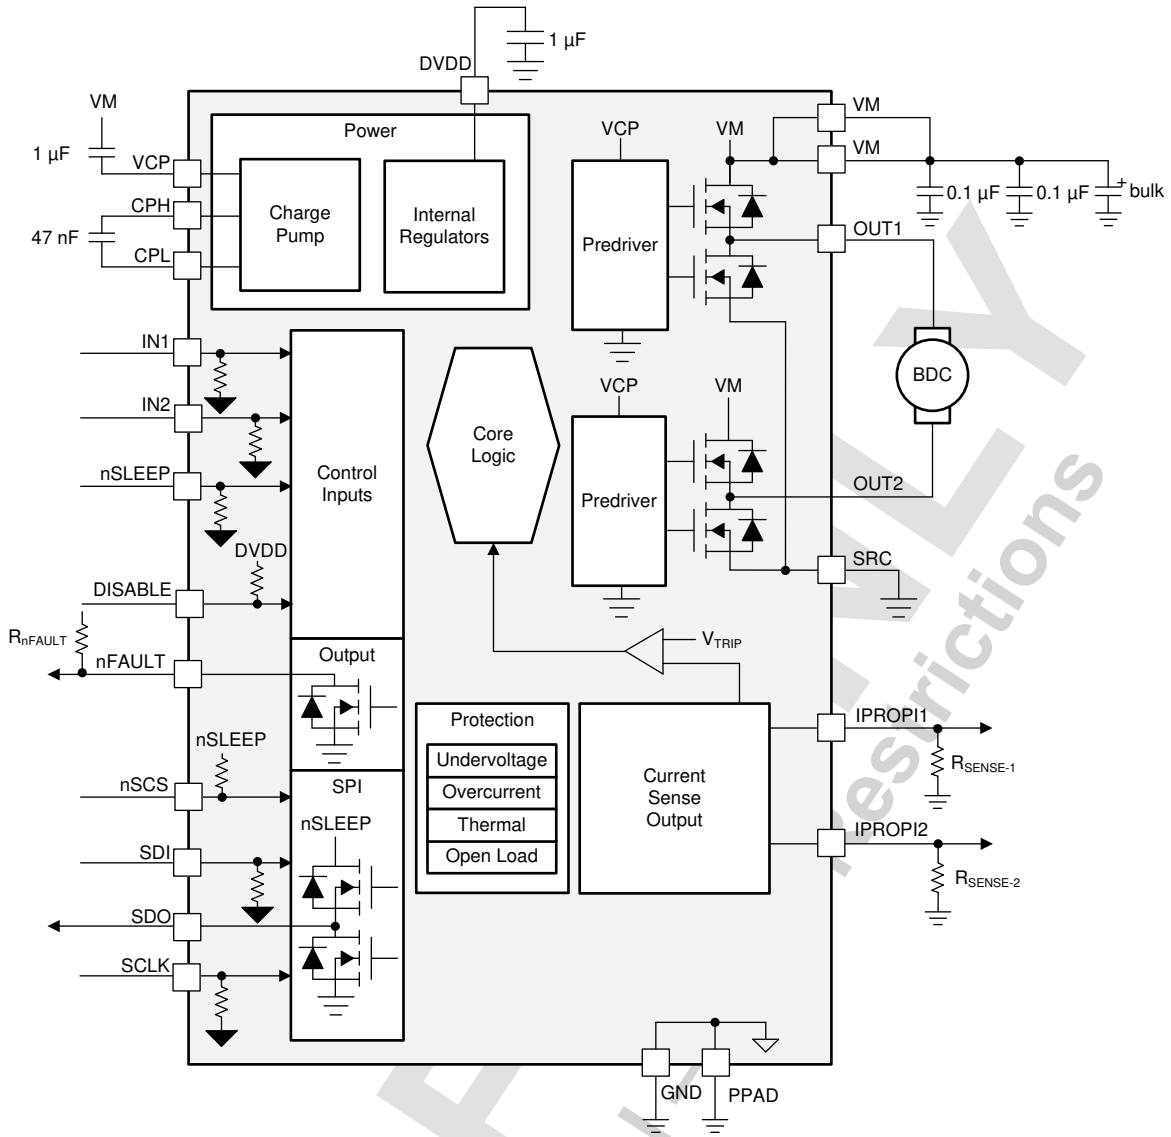 1 µF
DVDD
VM
1 µF
VCP
CPH
47 nF
CPL
Power
Charge
Pump
Internal
Regulators
VCP
VM
Predriver
VM
VM
0.1 µF
0.1 µF
+
bulk
OUT1
BDC
IN1
IN2
nSLEEP
DVDD
DISABLE
RnFAULT
nFAULT
Control
Inputs
Core
Logic
VCP
VM
Predriver
OUT2
SRC
Output
VTRIP
nSLEEP
nSCS
SDI
SDO
SCLK
SPI
nSLEEP
Protection
Undervoltage
Overcurrent
Thermal
Open Load
Current
Sense
Output
IPROPI1
RSENSE-1
IPROPI2
RSENSE-2
GND
PPAD
Restrictions